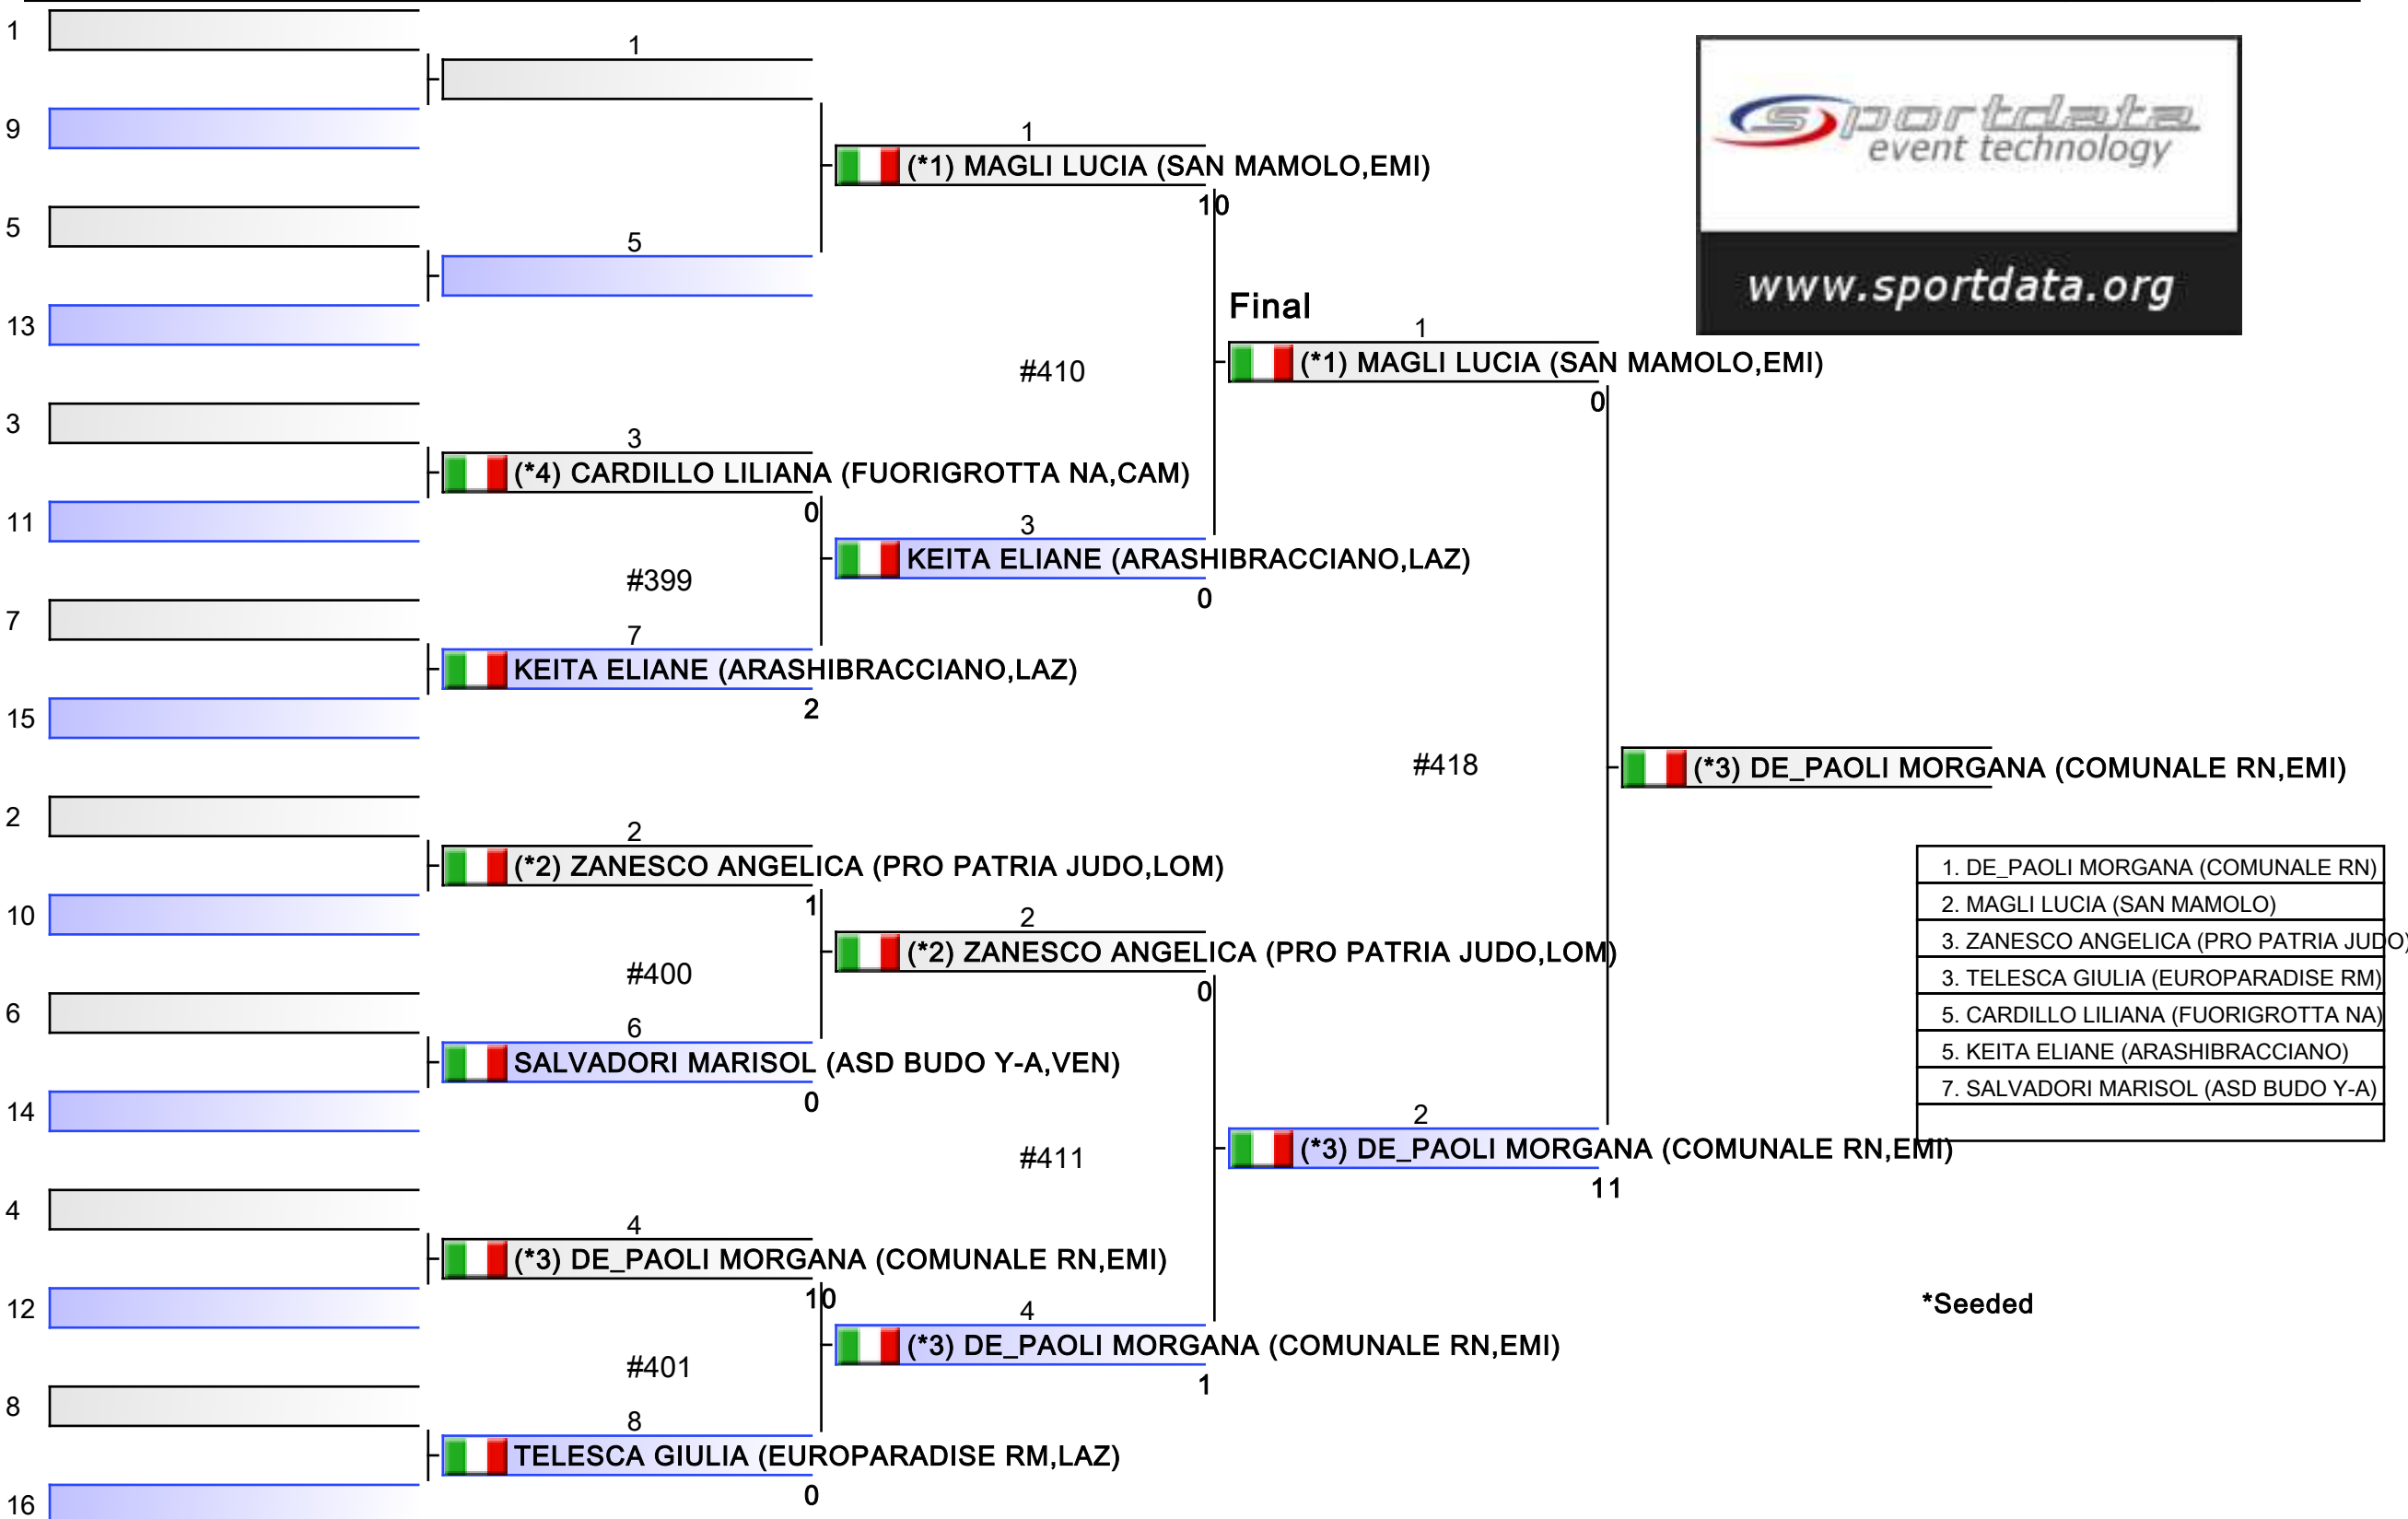 1
1
9
1
(*1) MAGLI LUCIA (SAN MAMOLO,EMI)
10
sportdata
event technology
www.sportdata.org
5
5
13
Final
1
(*1) MAGLI LUCIA (SAN MAMOLO,EMI)
0
#410
3
3
(*4) CARDILLO LILIANA (FUORIGROTTA NA,CAM)
0
11
3
KEITA ELIANE (ARASHIBRACCIANO,LAZ)
0
#399
7
7
KEITA ELIANE (ARASHIBRACCIANO,LAZ)
2
15
#418
(*3) DE_PAOLI MORGANA (COMUNALE RN,EMI)
2
2
(*2) ZANESCO ANGELICA (PRO PATRIA JUDO,LOM)
1
10
2
(*2) ZANESCO ANGELICA (PRO PATRIA JUDO,LOM)
0
#400
6
6
SALVADORI MARISOL (ASD BUDO Y-A,VEN)
0
14
1. DE_PAOLI MORGANA (COMUNALE RN)
2. MAGLI LUCIA (SAN MAMOLO)
3. ZANESCO ANGELICA (PRO PATRIA JUDO)
3. TELESCA GIULIA (EUROPARADISE RM)
5. CARDILLO LILIANA (FUORIGROTTA NA)
5. KEITA ELIANE (ARASHIBRACCIANO)
7. SALVADORI MARISOL (ASD BUDO Y-A)
#411
2
(*3) DE_PAOLI MORGANA (COMUNALE RN,EMI)
11
4
4
(*3) DE_PAOLI MORGANA (COMUNALE RN,EMI)
10
12
4
(*3) DE_PAOLI MORGANA (COMUNALE RN,EMI)
1
*Seeded
#401
8
8
TELESCA GIULIA (EUROPARADISE RM,LAZ)
0
16